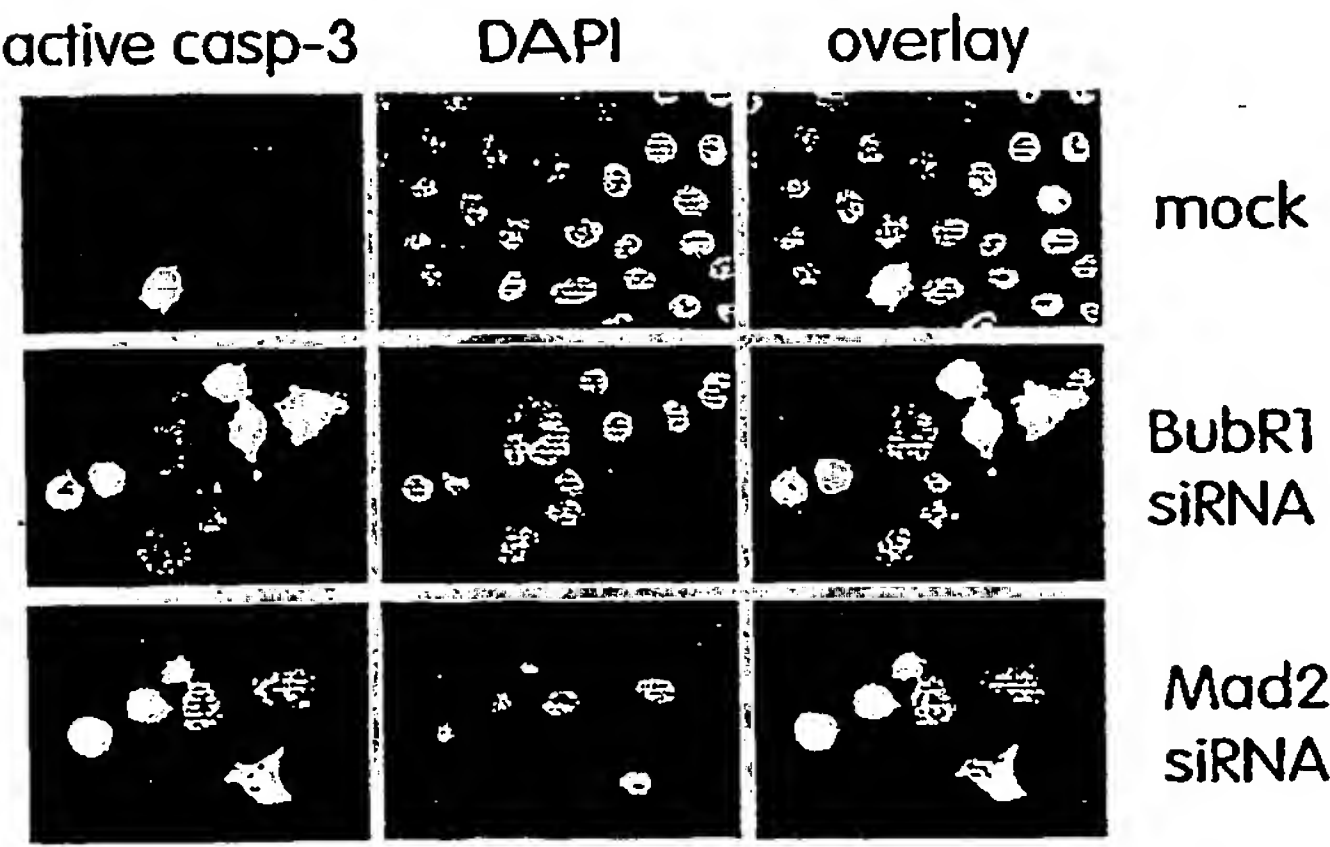 active casp-3 DAPI overlay
mock
BubR1
siRNA
Mad2
siRNA